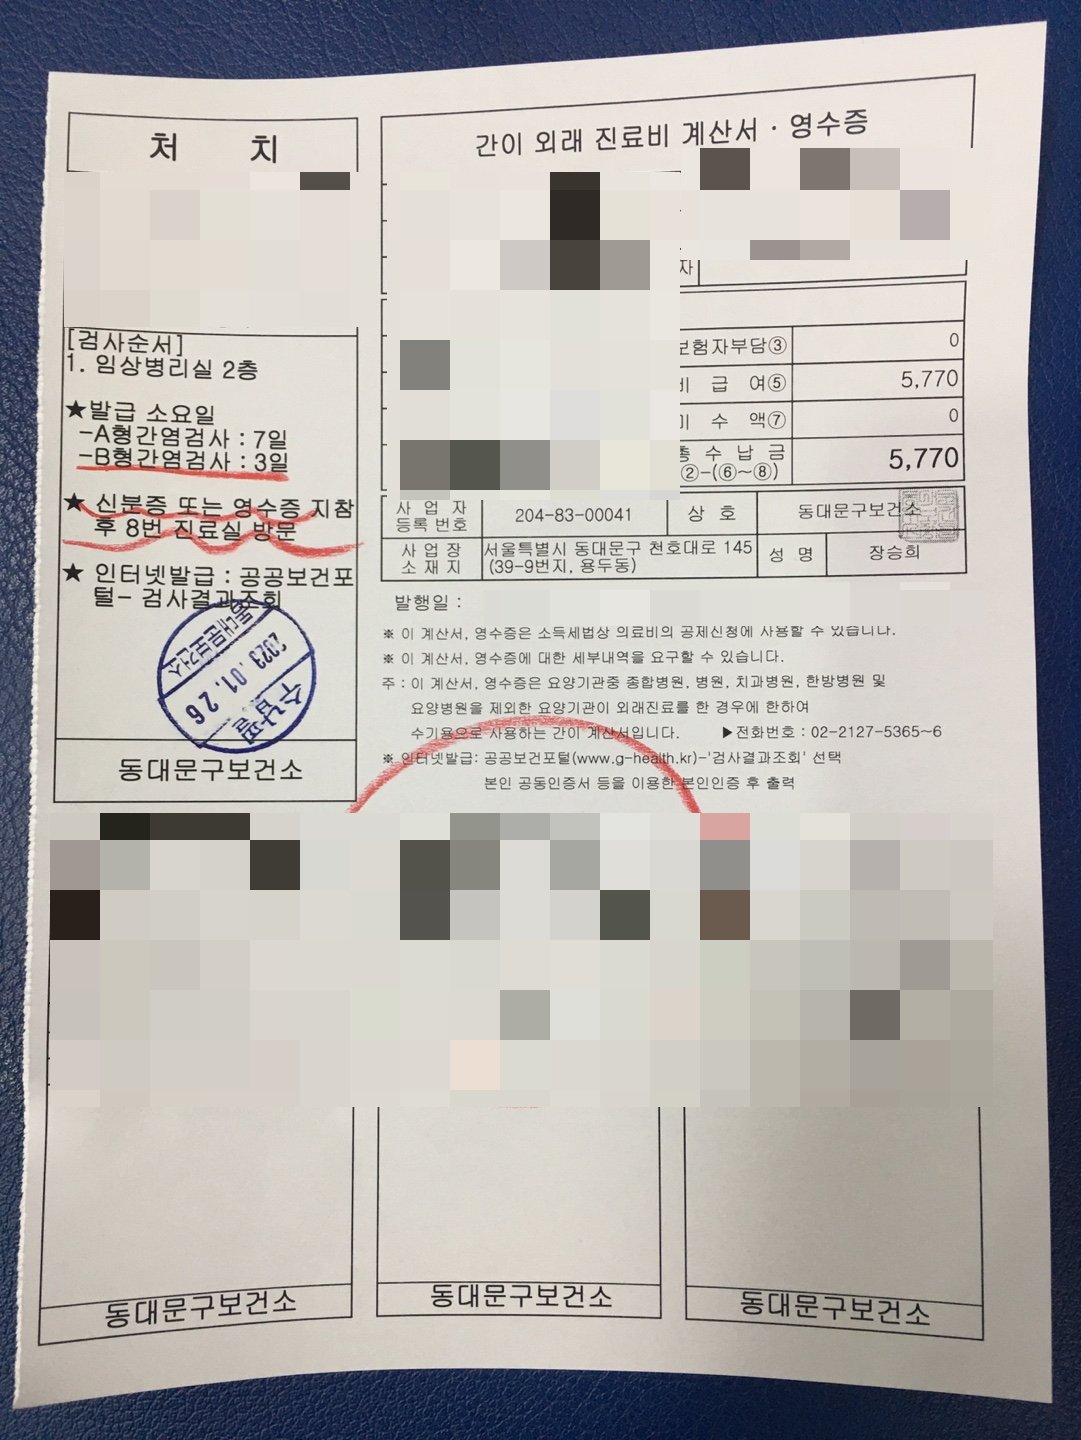 처 치
[검사순서]
1. 임상병리실 2층
★발급 소요일
-A형간염검사 : 7일
-B형간염검사 : 3일
★ 신분증 또는 영수증 지참
후 8번 진료실 방문
★ 인터넷발급 : 공공보건포
털- 검사결과조회
동대문보건소
2023.01.26
수납필
동대문구보건소
간이 외래 진료비 계산서 · 영수증
자
보험자부담③ 0
비 급 여⑤ 5,770
미 수 액⑦ 0
총 수 납 금 5,770
②-(⑥~⑧)
사 업 자
등록 번호
204-83-00041
상 호
동대문구보건소
사 업 장
소 재 지
서울특별시 동대문구 천호대로 145
(39-9번지, 용두동)
성 명
장승희
발행일 :
※ 이 계산서, 영수증은 소득세법상 의료비의 공제신청에 사용할 수 있습니다.
※ 이 계산서, 영수증에 대한 세부내역을 요구할 수 있습니다.
주 : 이 계산서, 영수증은 요양기관중 종합병원, 병원, 치과병원, 한방병원 및
요양병원을 제외한 요양기관이 외래진료를 한 경우에 한하여
수기용으로 사용하는 간이 계산서입니다. ▶전화번호 : 02-2127-5365~6
※ 인터넷발급: 공공보건포털(www.g-health.kr)-'검사결과조회' 선택
본인 공동인증서 등을 이용한 본인인증 후 출력
동대문구보건소
동대문구보건소
동대문구보건소